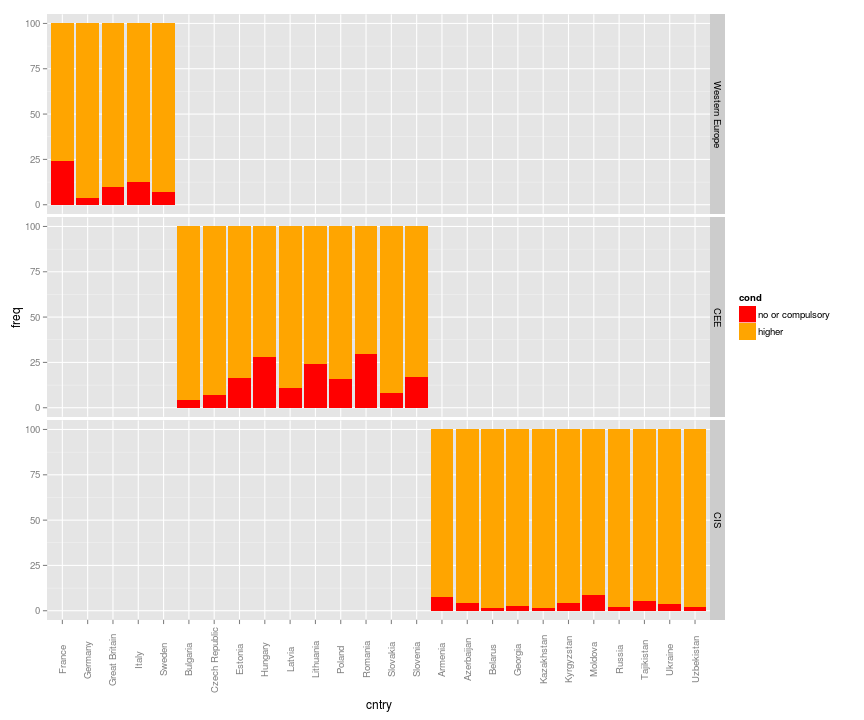 100
75
50
25
0
Western Europe
100
75
50
25
0
CEE
100
75
50
25
0
CIS
freq
France
Germany
Great Britain
Italy
Sweden
Bulgaria
Czech Republic
Estonia
Hungary
Latvia
Lithuania
Poland
Romania
Slovakia
Slovenia
Armenia
Azerbaijan
Belarus
Georgia
Kazakhstan
Kyrgyzstan
Moldova
Russia
Tajikistan
Ukraine
Uzbekistan
cntry
cond
no or compulsory
higher